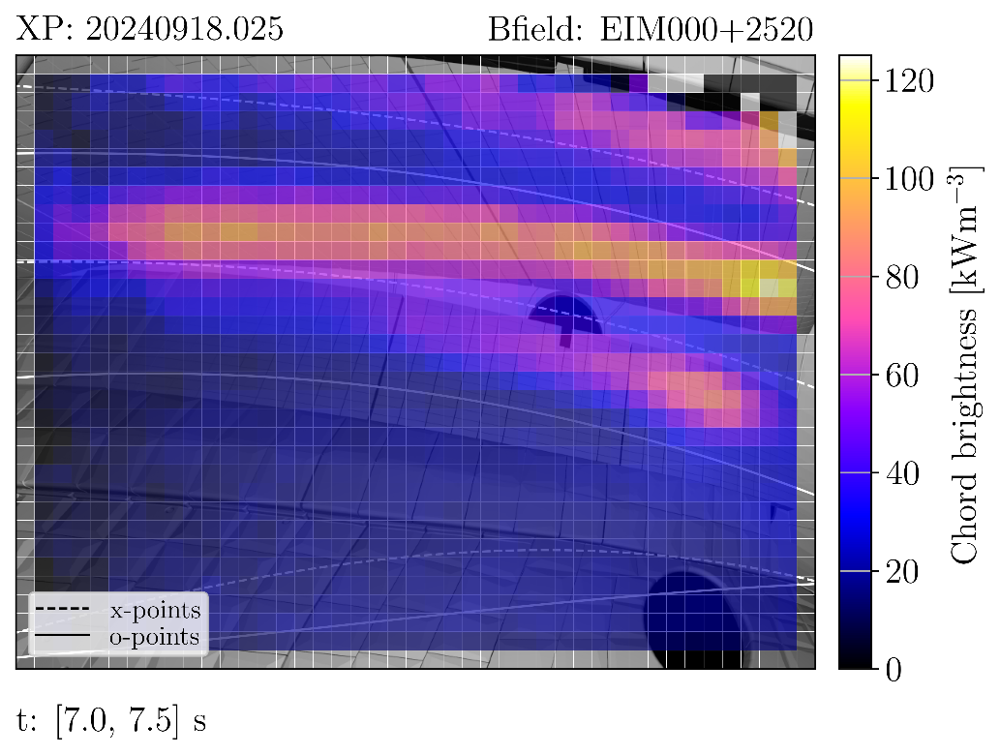 XP: 20240918.025
Bfield: EIM000+2520
120
100
80
60
40
20
0
Chord brightness [kWm⁻³]
x-points
o-points
t: [7.0, 7.5] s